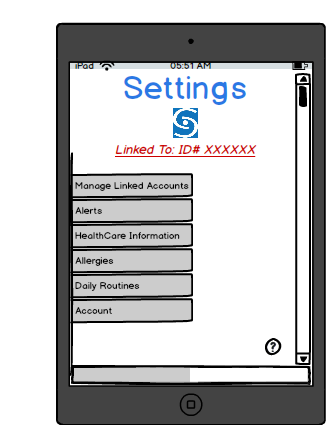 iPad 05:51 AM
Settings
Linked To: ID# XXXXXX
Manage Linked Accounts
Alerts
HealthCare Information
Allergies
Daily Routines
Account
?